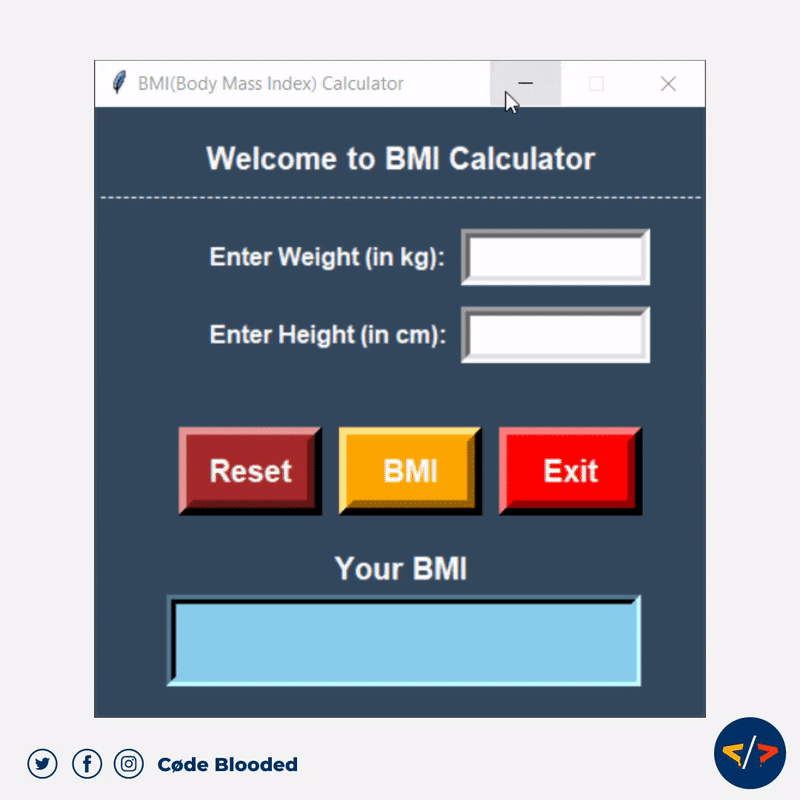 BMI(Body Mass Index) Calculator
Welcome to BMI Calculator
Enter Weight (in kg):
Enter Height (in cm):
Reset BMI Exit
Your BMI
Cøde Blooded